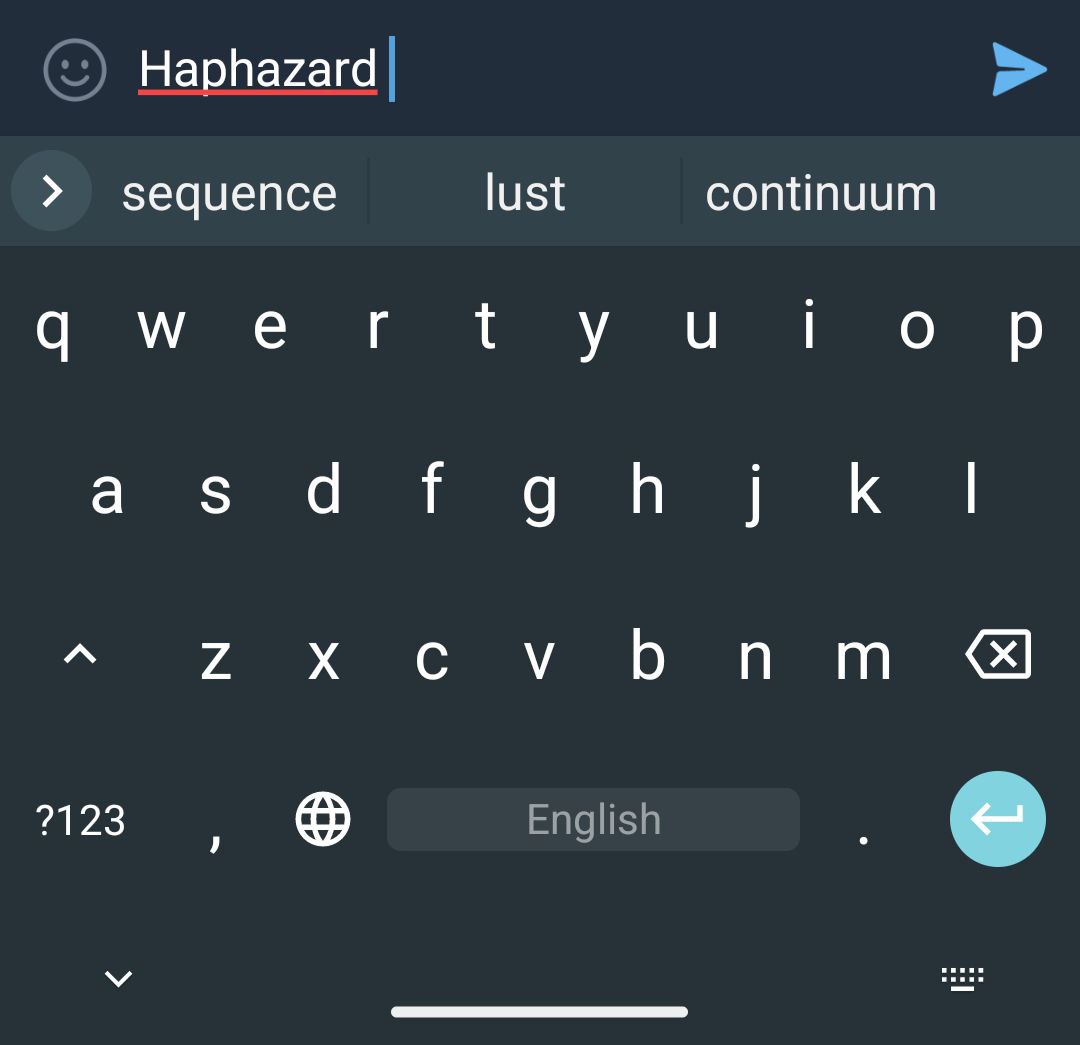 Haphazard
sequence lust continuum
q w e r t y u i o p
a s d f g h j k l
z x c v b n m
?123 , English .